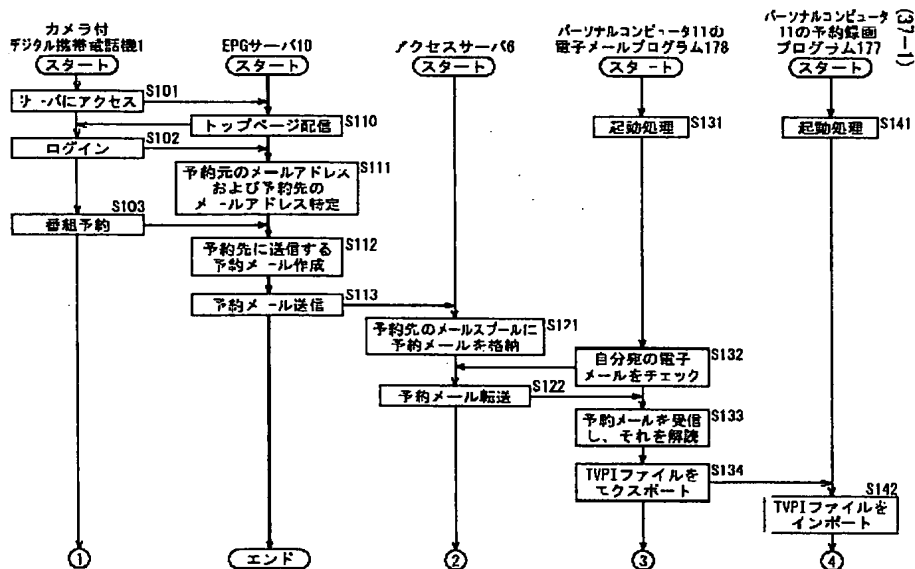 (37-1)
カメラ付
デジタル携帯電話機1
スタート
EPGサーバ10
スタート
アクセスサーバ6
スタート
パーソナルコンピュータ11の
電子メールプログラム178
スタート
パーソナルコンピュータ
11の予約録画
プログラム177
スタート
サーバにアクセス
S101
トップページ配信
S110
起動処理
S131
起動処理
S141
ログイン
S102
予約元のメールアドレス
および予約先の
メールアドレス特定
S111
番組予約
S103
予約先に送信する
予約メール作成
S112
予約メール送信
S113
予約先のメールスプールに
予約メールを格納
S121
自分宛の電子
メールをチェック
S132
予約メール転送
S122
予約メールを受信
し、それを解読
S133
TVPIファイルを
エクスポート
S134
TVPIファイルを
インポート
S142
①
エンド
②
③
④